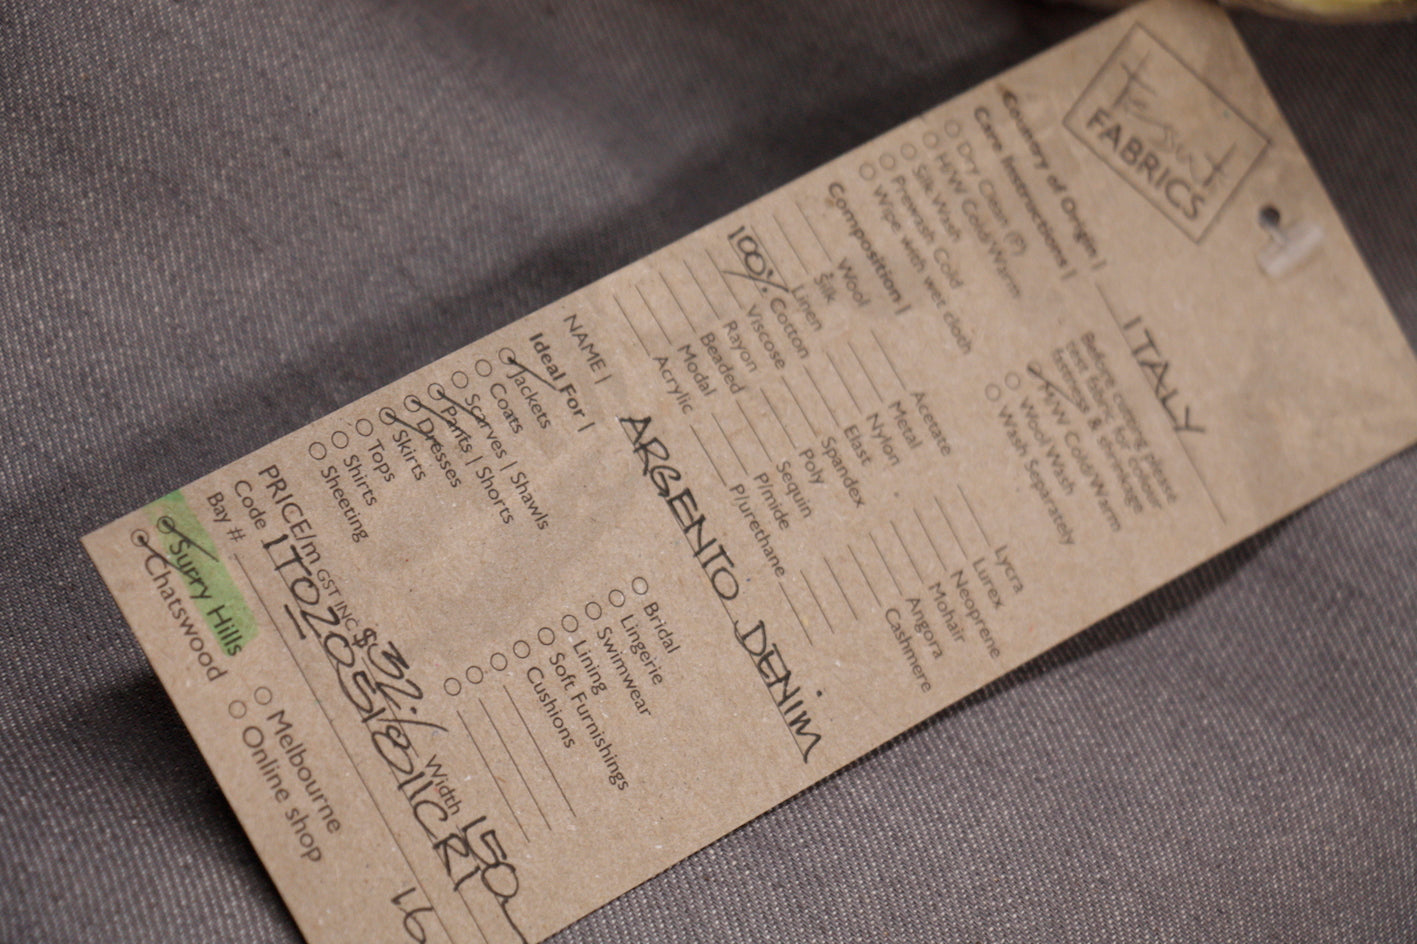 The Remnant
FABRICS
Country of Origin | ITALY
Care Instructions |
Before cutting please
test fabric for colour
fastness & shrinkage
Dry Clean (P)
H/W Cold/Warm
Silk Wash
Prewash Cold
Wipe with wet cloth
H/W Cold/Warm
Wool Wash
Wash Separately
Composition |
Wool
Silk
Linen
100% Cotton
Viscose
Rayon
Beaded
Modal
Acrylic
Acetate
Metal
Nylon
Elast
Spandex
Poly
Sequin
P/mide
P/urethane
Lycra
Lurex
Neoprene
Mohair
Angora
Cashmere
NAME | ARGENTO DENIM
Ideal For |
Jackets
Coats
Scarves | Shawls
Pants | Shorts
Dresses
Skirts
Tops
Shirts
Sheeting
Bridal
Lingerie
Swimwear
Lining
Soft Furnishings
Cushions
PRICE/m GST INC $32./ Width 150
Code
Bay #
16
Surry Hills
Chatswood
Melbourne
Online shop